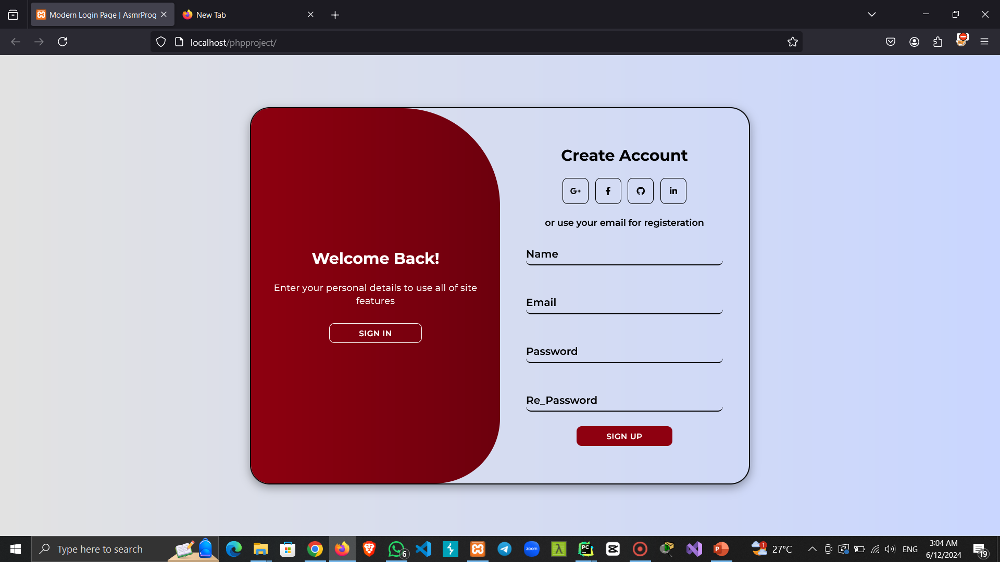 Modern Login Page | AsmrProg
New Tab
localhost/phpproject/
Create Account
G+
f
in
or use your email for registeration
Name
Email
Password
Re_Password
SIGN UP
Welcome Back!
Enter your personal details to use all of site
features
SIGN IN
Type here to search
6
zoom
PC
P
1
27°C
ENG
3:04 AM
6/12/2024
19